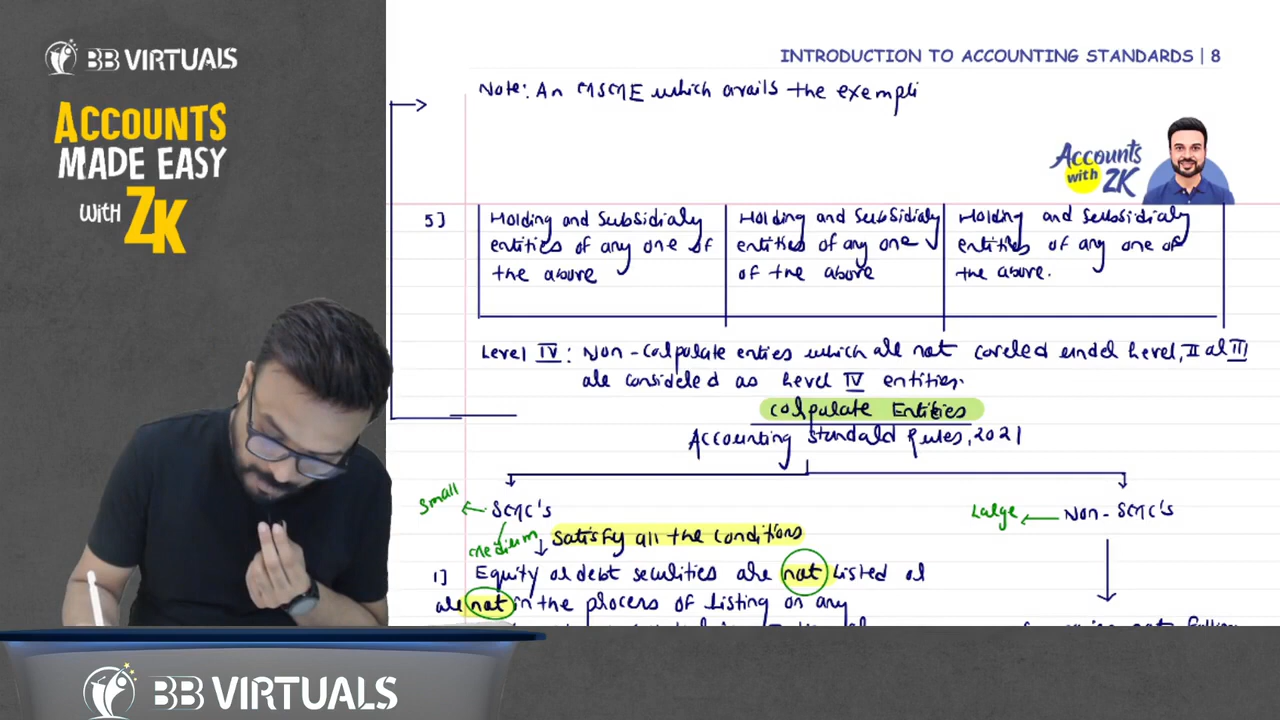 BB VIRTUALS
ACCOUNTS
MADE EASY
with ZK
INTRODUCTION TO ACCOUNTING STANDARDS | 8
Note: An MSME which avails the exempti
Accounts
with ZK
5]
Holding and Subsidiary
entities of any one of
the above
Holding and Subsidiary
entities of any one
of the above
Holding and Subsidiary
entities of any one of
the above.
Level IV: Non-Corporate enties which are not covered under Level, II or III
are considered as Level IV entities.
Corporate Entities
Accounting Standard Rules, 2021
Small
SMC's
Large
Non-SMC's
medium
Satisfy all the conditions
1] Equity or debt securities are not listed or
are not in the process of listing on any
BB VIRTUALS